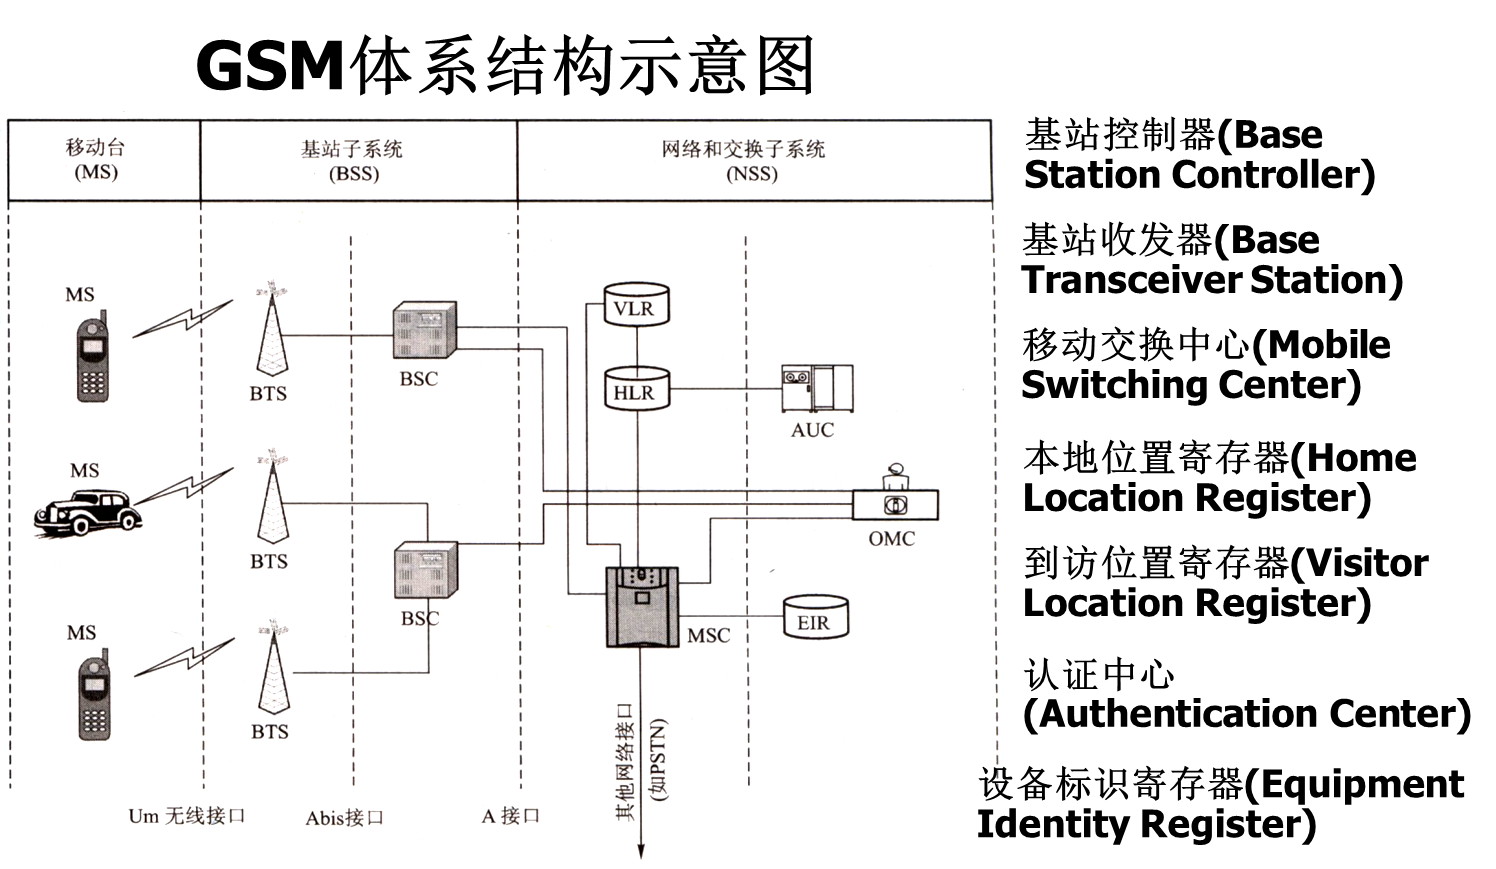 GSM体系结构示意图
移动台
(MS)
基站子系统
(BSS)
网络和交换子系统
(NSS)
MS
BTS
BSC
VLR
HLR
AUC
MS
BTS
BSC
OMC
MS
BTS
MSC
EIR
其他网络接口
(如PSTN)
Um 无线接口
Abis接口
A 接口
基站控制器(Base
Station Controller)
基站收发器(Base
Transceiver Station)
移动交换中心(Mobile
Switching Center)
本地位置寄存器(Home
Location Register)
到访位置寄存器(Visitor
Location Register)
认证中心
(Authentication Center)
设备标识寄存器(Equipment
Identity Register)